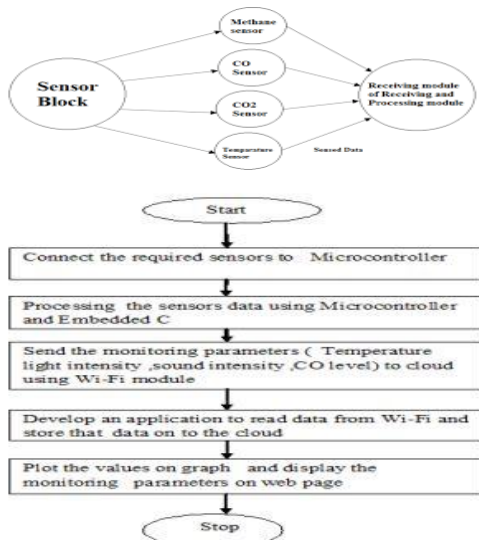 Methane
sensor
CO
Sensor
CO2
Sensor
Temparature
Sensor
Sensor
Block
Receiving module
of Receiving and
Processing module
Sensed Data
Start
Connect the required sensors to Microcontroller
Processing the sensors data using Microcontroller
and Embedded C
Send the monitoring parameters ( Temperature
light intensity ,sound intensity ,CO level) to cloud
using Wi-Fi module
Develop an application to read data from Wi-Fi and
store that data on to the cloud
Plot the values on graph and display the
monitoring parameters on web page
Stop